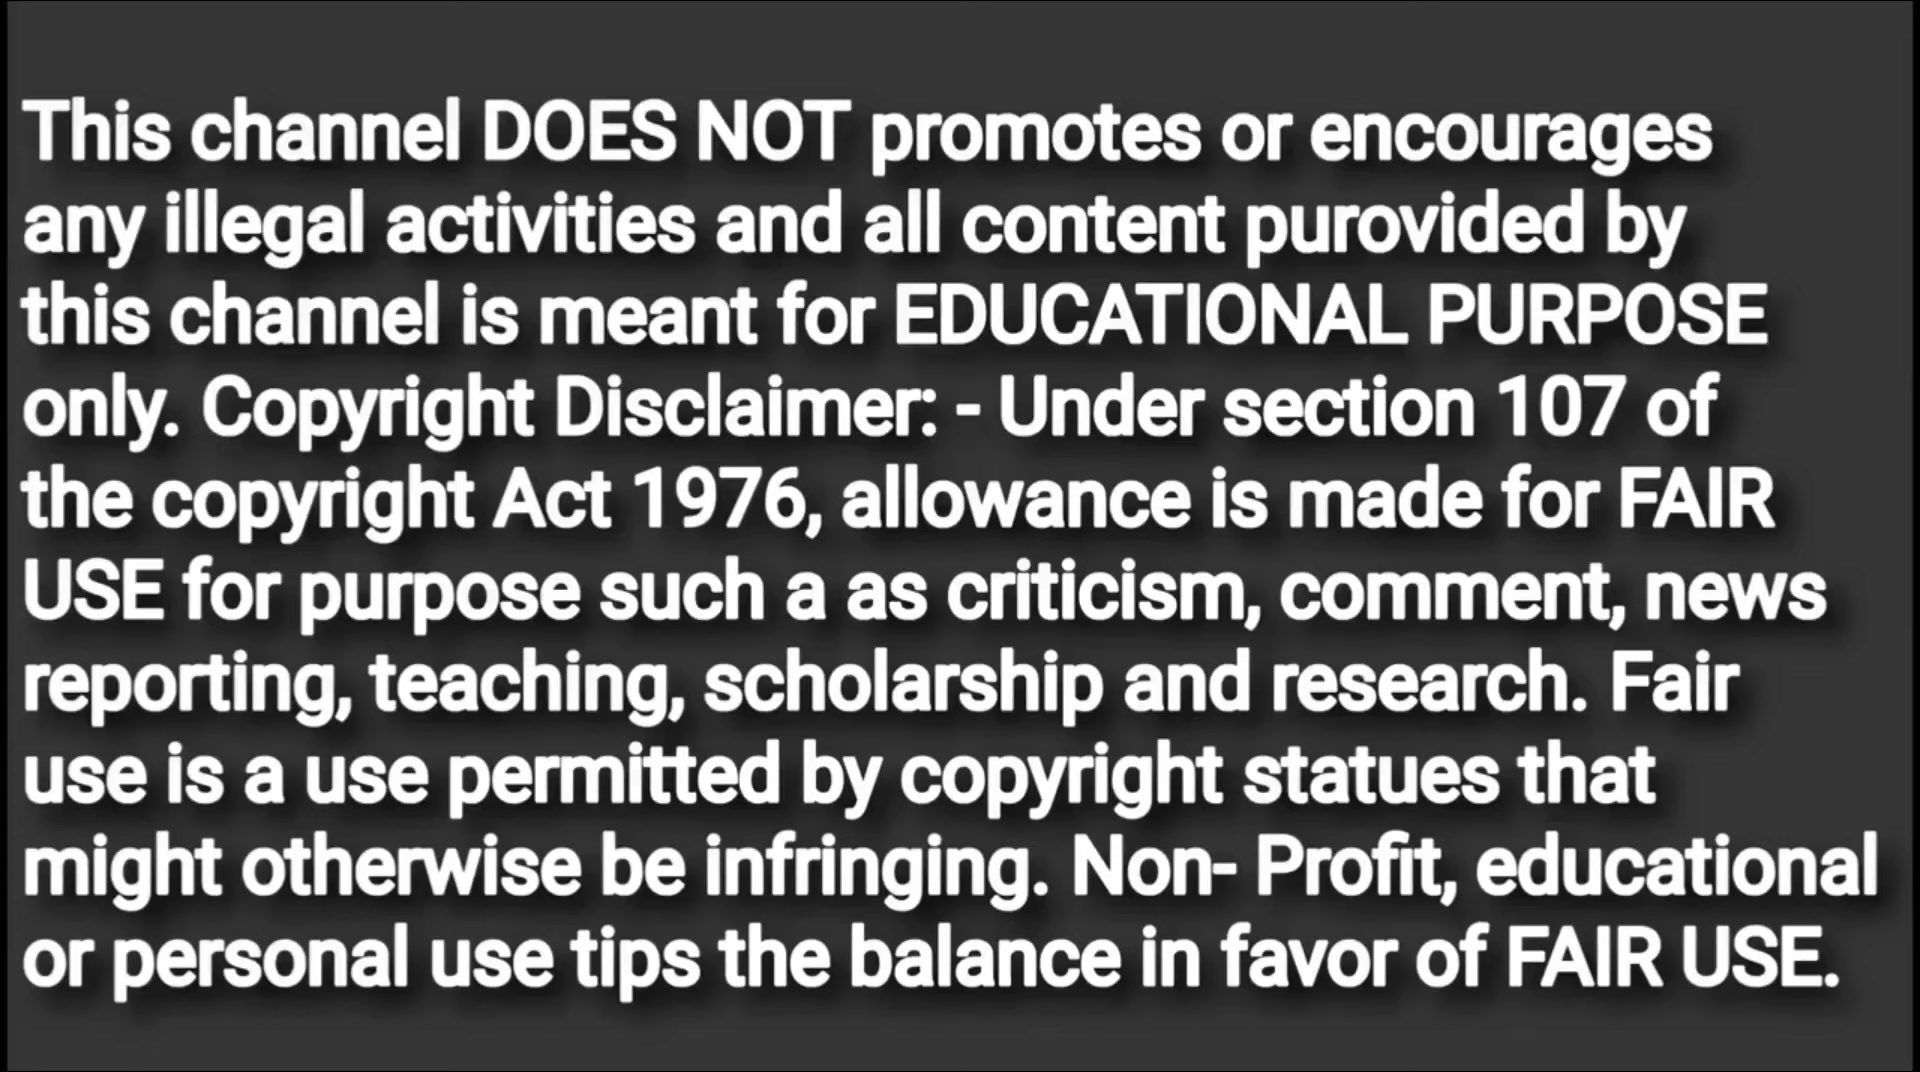 This channel DOES NOT promotes or encourages
any illegal activities and all content purovided by
this channel is meant for EDUCATIONAL PURPOSE
only. Copyright Disclaimer: - Under section 107 of
the copyright Act 1976, allowance is made for FAIR
USE for purpose such a as criticism, comment, news
reporting, teaching, scholarship and research. Fair
use is a use permitted by copyright statues that
might otherwise be infringing. Non- Profit, educational
or personal use tips the balance in favor of FAIR USE.